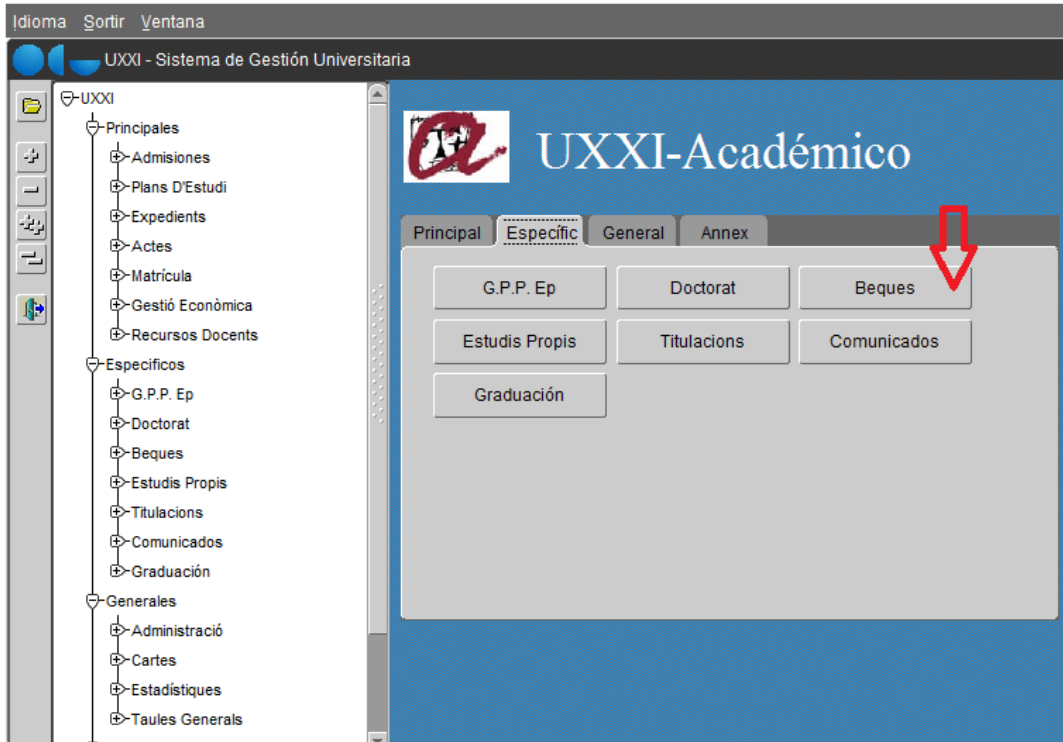 Idioma Sortir Ventana
UXXI - Sistema de Gestión Universitaria
UXXI
Principales
Admisiones
Plans D'Estudi
Expedients
Actes
Matrícula
Gestió Econòmica
Recursos Docents
Especificos
G.P.P. Ep
Doctorat
Beques
Estudis Propis
Titulacions
Comunicados
Graduación
Generales
Administració
Cartes
Estadístiques
Taules Generals
UXXI-Académico
Principal Específic General Annex
G.P.P. Ep Doctorat Beques
Estudis Propis Titulacions Comunicados
Graduación